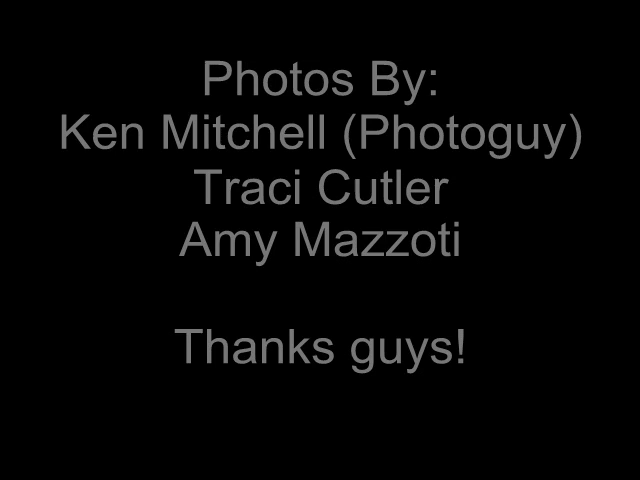 Photos By:
Ken Mitchell (Photoguy)
Traci Cutler
Amy Mazzoti
Thanks guys!